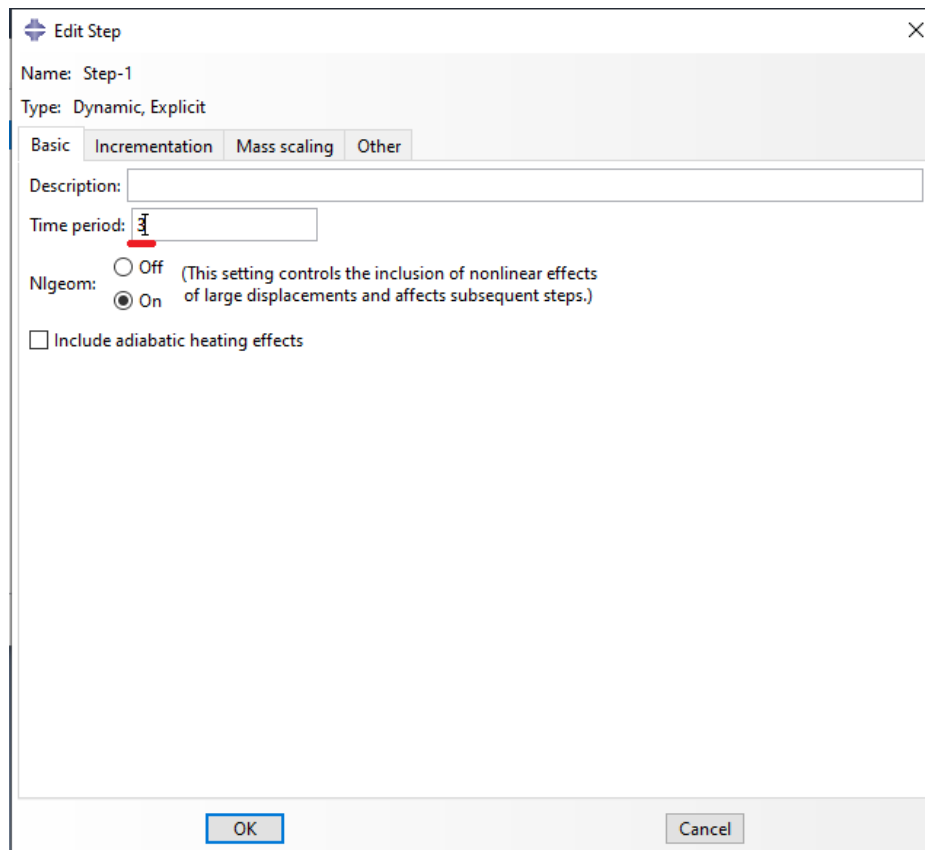 Edit Step
Name: Step-1
Type: Dynamic, Explicit
Basic Incrementation Mass scaling Other
Description:
Time period: 3
Nlgeom: Off (This setting controls the inclusion of nonlinear effects
On of large displacements and affects subsequent steps.)
Include adiabatic heating effects
OK Cancel